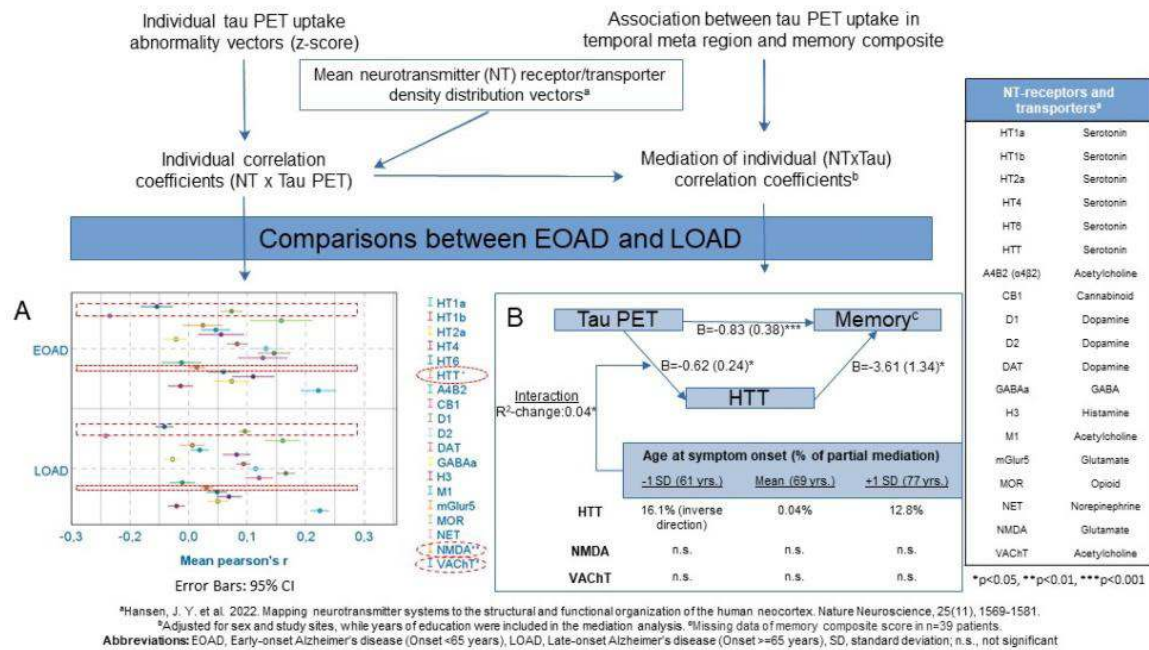 Individual tau PET uptake
abnormality vectors (z-score)
Association between tau PET uptake in
temporal meta region and memory composite
Mean neurotransmitter (NT) receptor/transporter
density distribution vectorsᵃ
Individual correlation
coefficients (NT x Tau PET)
Mediation of individual (NTxTau)
correlation coefficientsᵇ
Comparisons between EOAD and LOAD
A
EOAD
LOAD
-0,3
-0,2
0,0
0,1
0,2
0,3
Mean pearson's r
Error Bars: 95% CI
HT1a
HT1b
HT2a
HT4
HT6
HTT*
A4B2
CB1
D1
D2
DAT
GABAa
H3
M1
mGlur5
MOR
NET
NMDA**
VAChT*
B
Tau PET
Memoryᶜ
B=-0.83 (0.38)***
B=-0.62 (0.24)*
B=-3.61 (1.34)*
HTT
Interaction
R²-change:0.04*
Age at symptom onset (% of partial mediation)
-1 SD (61 yrs.) Mean (69 yrs.) +1 SD (77 yrs.)
HTT 16.1% (inverse direction) 0.04% 12.8%
NMDA n.s. n.s. n.s.
VAChT n.s. n.s. n.s.
NT-receptors and
transportersᵃ
HT1a Serotonin
HT1b Serotonin
HT2a Serotonin
HT4 Serotonin
HT6 Serotonin
HTT Serotonin
A4B2 (α4β2) Acetylcholine
CB1 Cannabinoid
D1 Dopamine
D2 Dopamine
DAT Dopamine
GABAa GABA
H3 Histamine
M1 Acetylcholine
mGlur5 Glutamate
MOR Opioid
NET Norepinephrine
NMDA Glutamate
VAChT Acetylcholine
*p<0.05, **p<0.01, ***p<0.001
ᵃHansen, J. Y. et al. 2022. Mapping neurotransmitter systems to the structural and functional organization of the human neocortex. Nature Neuroscience, 25(11), 1569-1581.
ᵇAdjusted for sex and study sites, while years of education were included in the mediation analysis. ᶜMissing data of memory composite score in n=39 patients.
Abbreviations: EOAD, Early-onset Alzheimer's disease (Onset <65 years), LOAD, Late-onset Alzheimer's disease (Onset >=65 years), SD, standard deviation; n.s., not significant